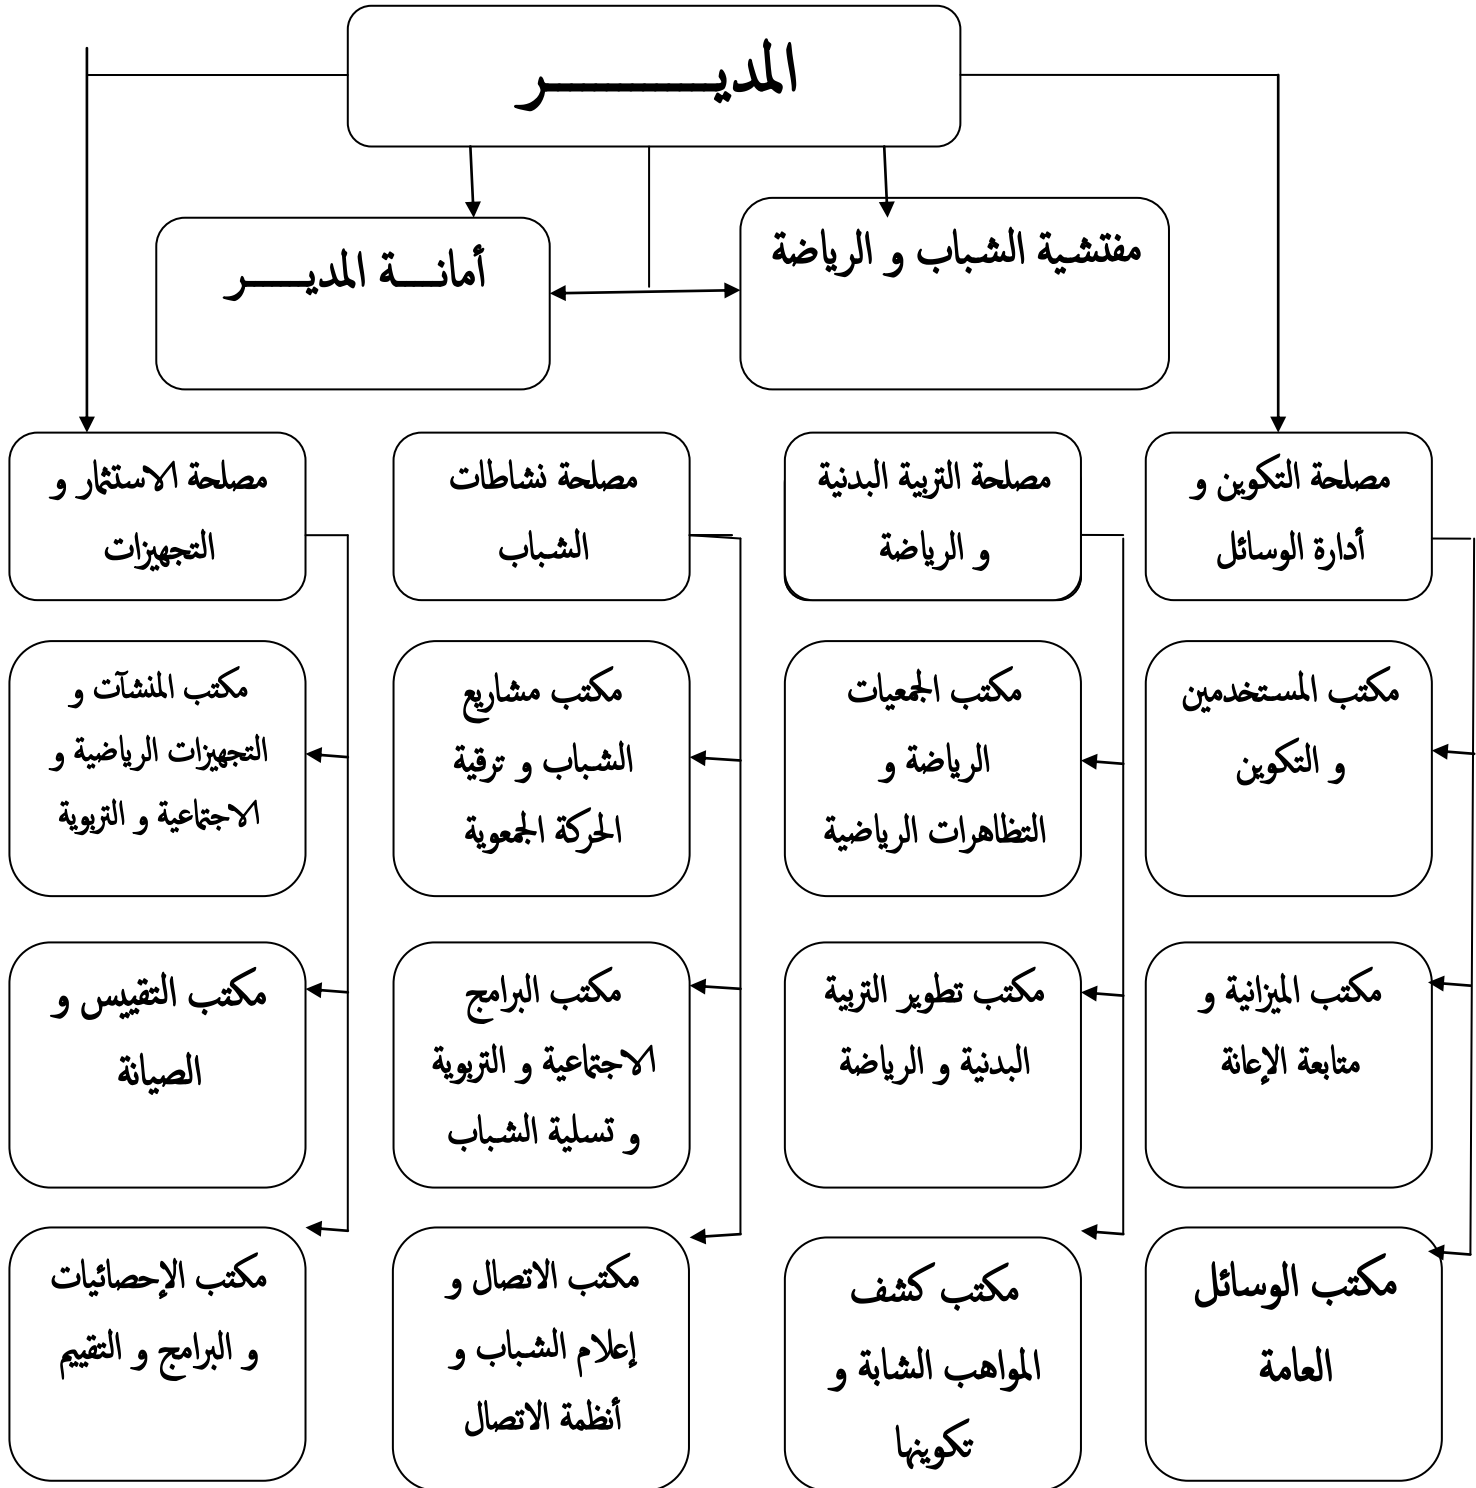 المديـــــــــــر
مفتشية الشباب و الرياضة
أمانـــة المديـــــر
مصلحة التكوين و
أدارة الوسائل
مصلحة التربية البدنية
و الرياضة
مصلحة نشاطات
الشباب
مصلحة الاستثمار و
التجهيزات
مكتب المستخدمين
و التكوين
مكتب الجمعيات
الرياضة و
التظاهرات الرياضية
مكتب مشاريع
الشباب و ترقية
الحركة الجمعوية
مكتب المنشآت و
التجهيزات الرياضية و
الاجتماعية و التربوية
مكتب الميزانية و
متابعة الإعانة
مكتب تطوير التربية
البدنية و الرياضة
مكتب البرامج
الاجتماعية و التربوية
و تسلية الشباب
مكتب التقييس و
الصيانة
مكتب الوسائل
العامة
مكتب كشف
المواهب الشابة و
تكوينها
مكتب الاتصال و
إعلام الشباب و
أنظمة الاتصال
مكتب الإحصائيات
و البرامج و التقييم